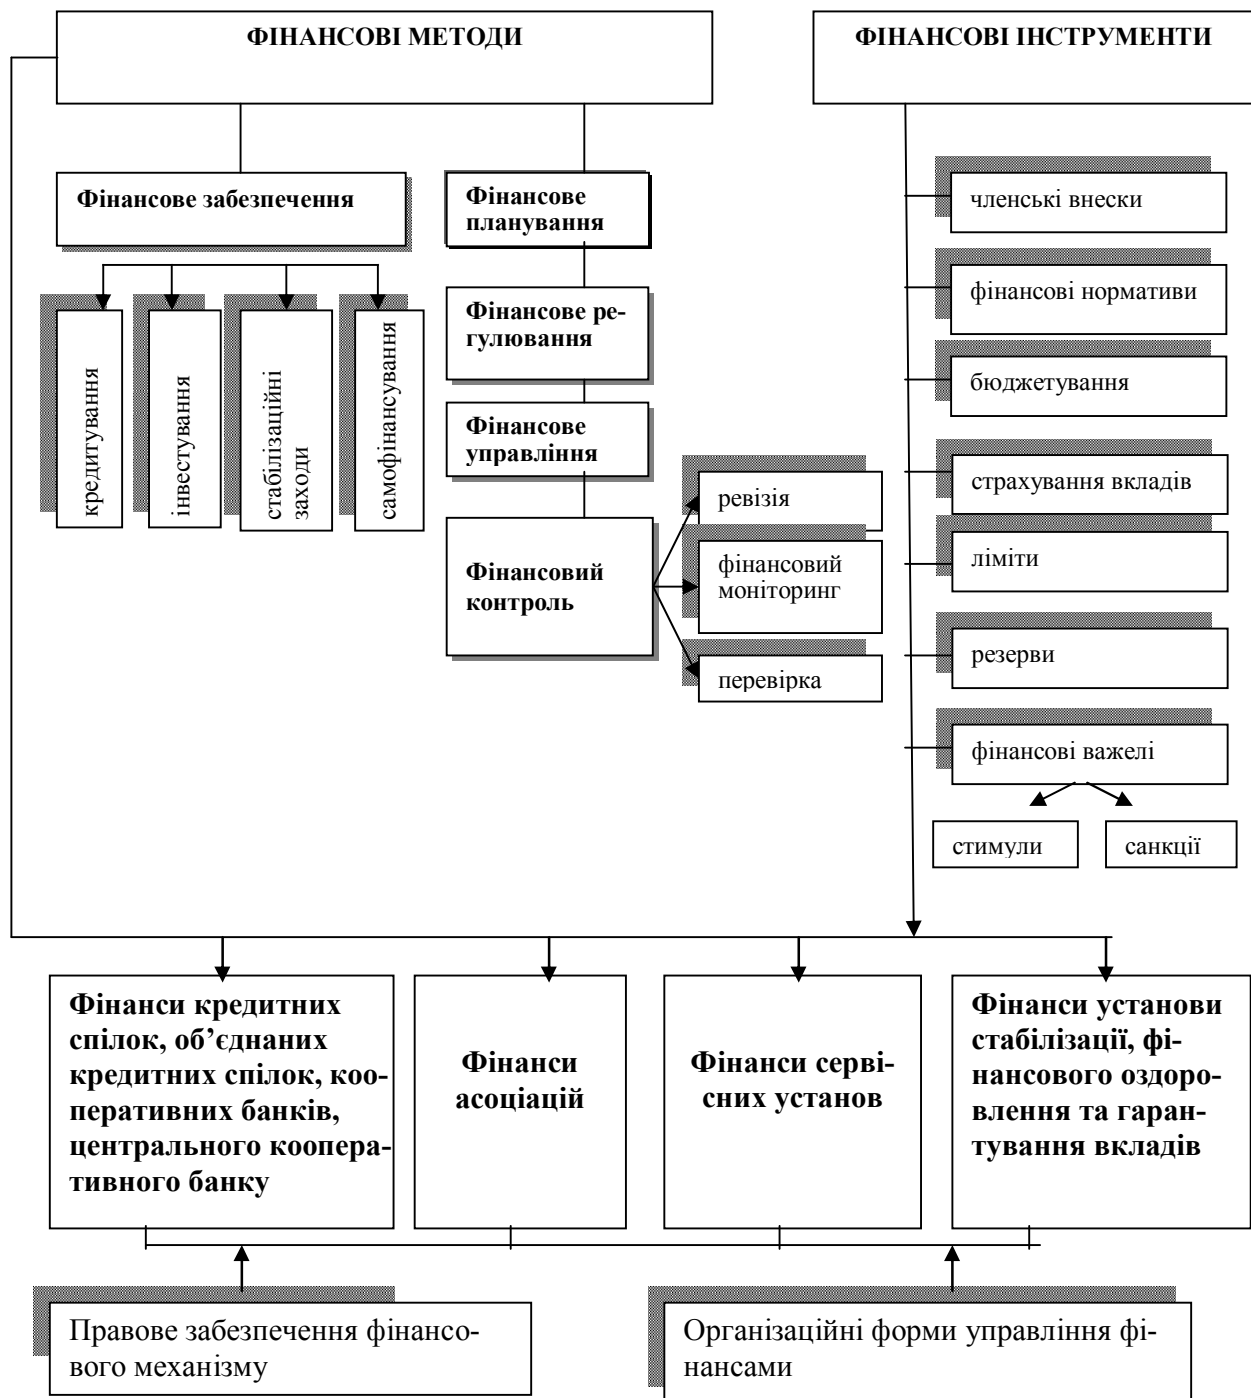 ФІНАНСОВІ МЕТОДИ
ФІНАНСОВІ ІНСТРУМЕНТИ
Фінансове забезпечення
кредитування
інвестування
стабілізаційні
заходи
самофінансування
Фінансове
планування
Фінансове ре-
гулювання
Фінансове
управління
Фінансовий
контроль
ревізія
фінансовий
моніторинг
перевірка
членські внески
фінансові нормативи
бюджетування
страхування вкладів
ліміти
резерви
фінансові важелі
стимули
санкції
Фінанси кредитних
спілок, об’єднаних
кредитних спілок, коо-
перативних банків,
центрального коопера-
тивного банку
Фінанси
асоціацій
Фінанси серві-
сних установ
Фінанси установи
стабілізації, фі-
нансового оздоро-
влення та гаран-
тування вкладів
Правове забезпечення фінансо-
вого механізму
Організаційні форми управління фі-
нансами